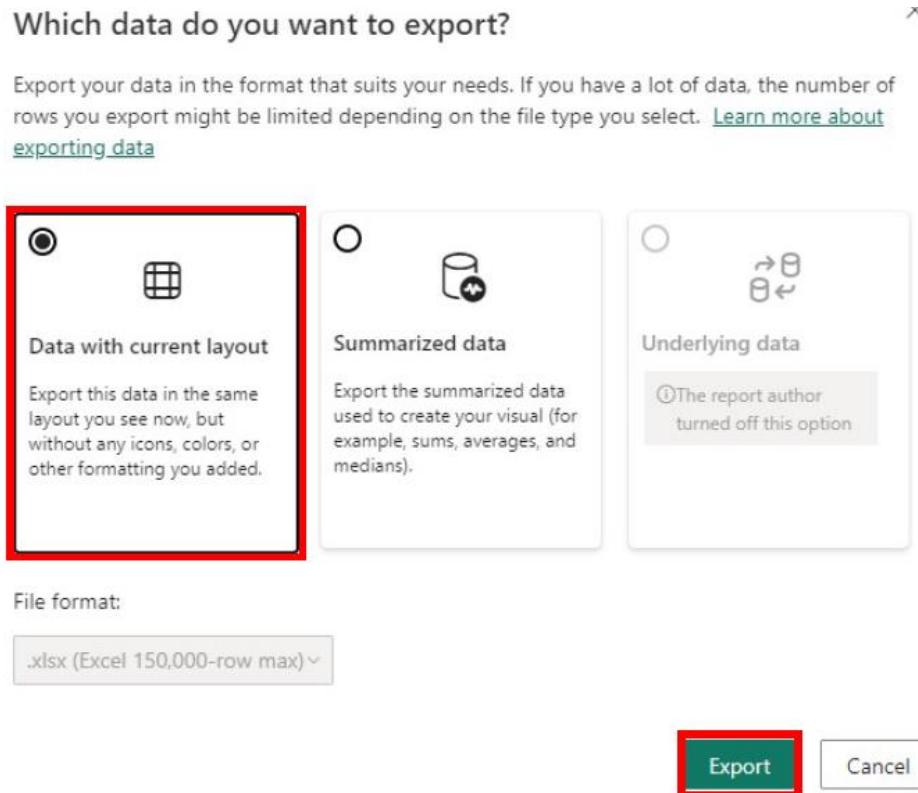 Which data do you want to export?
Export your data in the format that suits your needs. If you have a lot of data, the number of
rows you export might be limited depending on the file type you select. Learn more about
exporting data
Data with current layout
Export this data in the same
layout you see now, but
without any icons, colors, or
other formatting you added.
Summarized data
Export the summarized data
used to create your visual (for
example, sums, averages, and
medians).
Underlying data
The report author
turned off this option
File format:
.xlsx (Excel 150,000-row max)
Export
Cancel